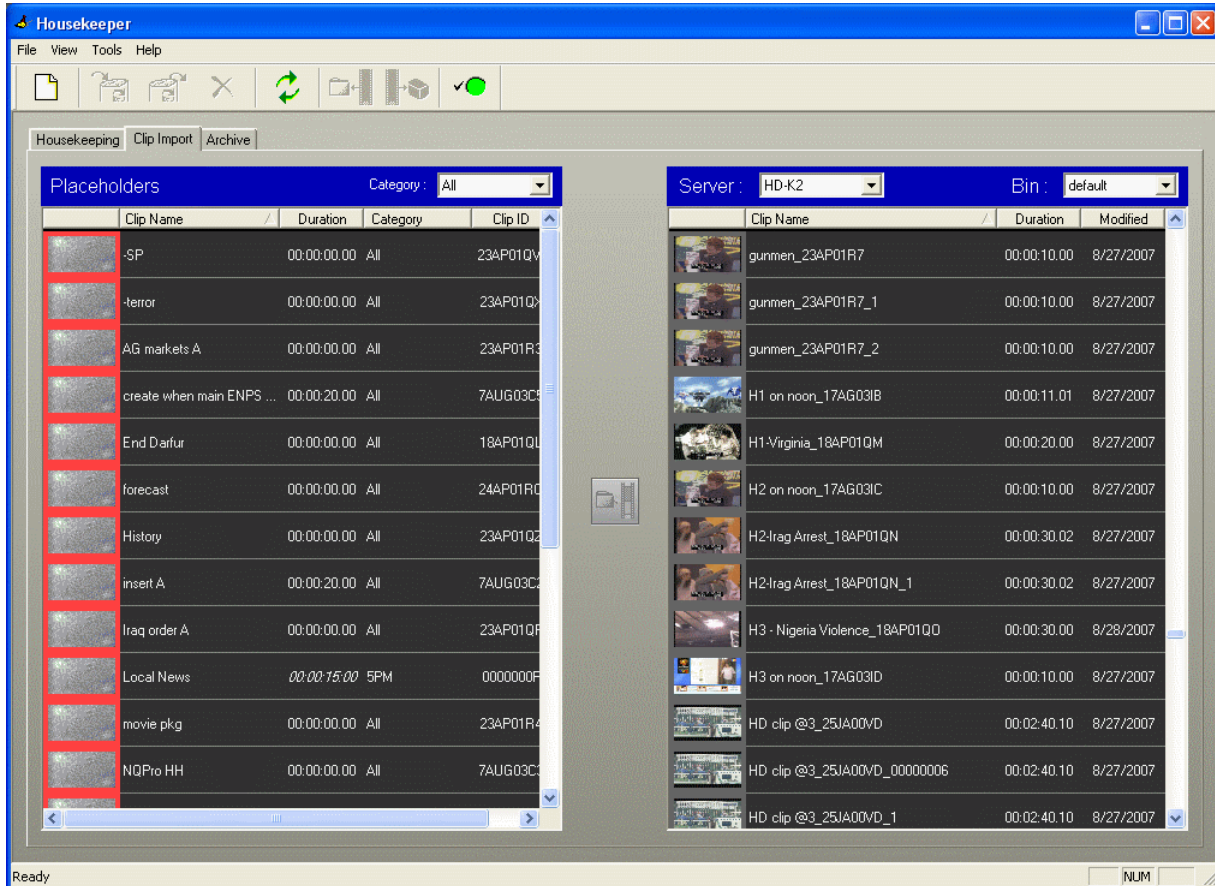 Housekeeper
File View Tools Help
Housekeeping Clip Import Archive
Placeholders Category : All
Clip Name Duration Category Clip ID
-SP 00:00:00.00 All 23AP01QV
-terror 00:00:00.00 All 23AP01QX
AG markets A 00:00:00.00 All 23AP01R3
create when main ENPS ... 00:00:20.00 All 7AUG03C5
End Darfur 00:00:00.00 All 18AP01QL
forecast 00:00:00.00 All
History 00:00:00.00 All 23AP01QZ
insert A 00:00:20.00 All 7AUG03C2
Iraq order A 00:00:00.00 All
Local News 00:00:15:00 5PM
movie pkg 00:00:00.00 All 23AP01R4
NQPro HH 00:00:00.00 All 7AUG03C3
Server : HD-K2 Bin : default
Clip Name Duration Modified
gunmen_23AP01R7 00:00:10.00 8/27/2007
gunmen_23AP01R7_1 00:00:10.00 8/27/2007
gunmen_23AP01R7_2 00:00:10.00 8/27/2007
H1 on noon_17AG03IB 00:00:11.01 8/27/2007
H1-Virginia_18AP01QM 00:00:20.00 8/27/2007
H2 on noon_17AG03IC 00:00:10.00 8/27/2007
H2-Irag Arrest_18AP01QN 00:00:30.02 8/27/2007
H2-Irag Arrest_18AP01QN_1 00:00:30.02 8/27/2007
H3 - Nigeria Violence_18AP01QO 00:00:30.00 8/28/2007
H3 on noon_17AG03ID 00:00:10.00 8/27/2007
HD clip @3_25JA00VD 00:02:40.10 8/27/2007
HD clip @3_25JA00VD_00000006 00:02:40.10 8/27/2007
HD clip @3_25JA00VD_1 00:02:40.10 8/27/2007
Ready NUM